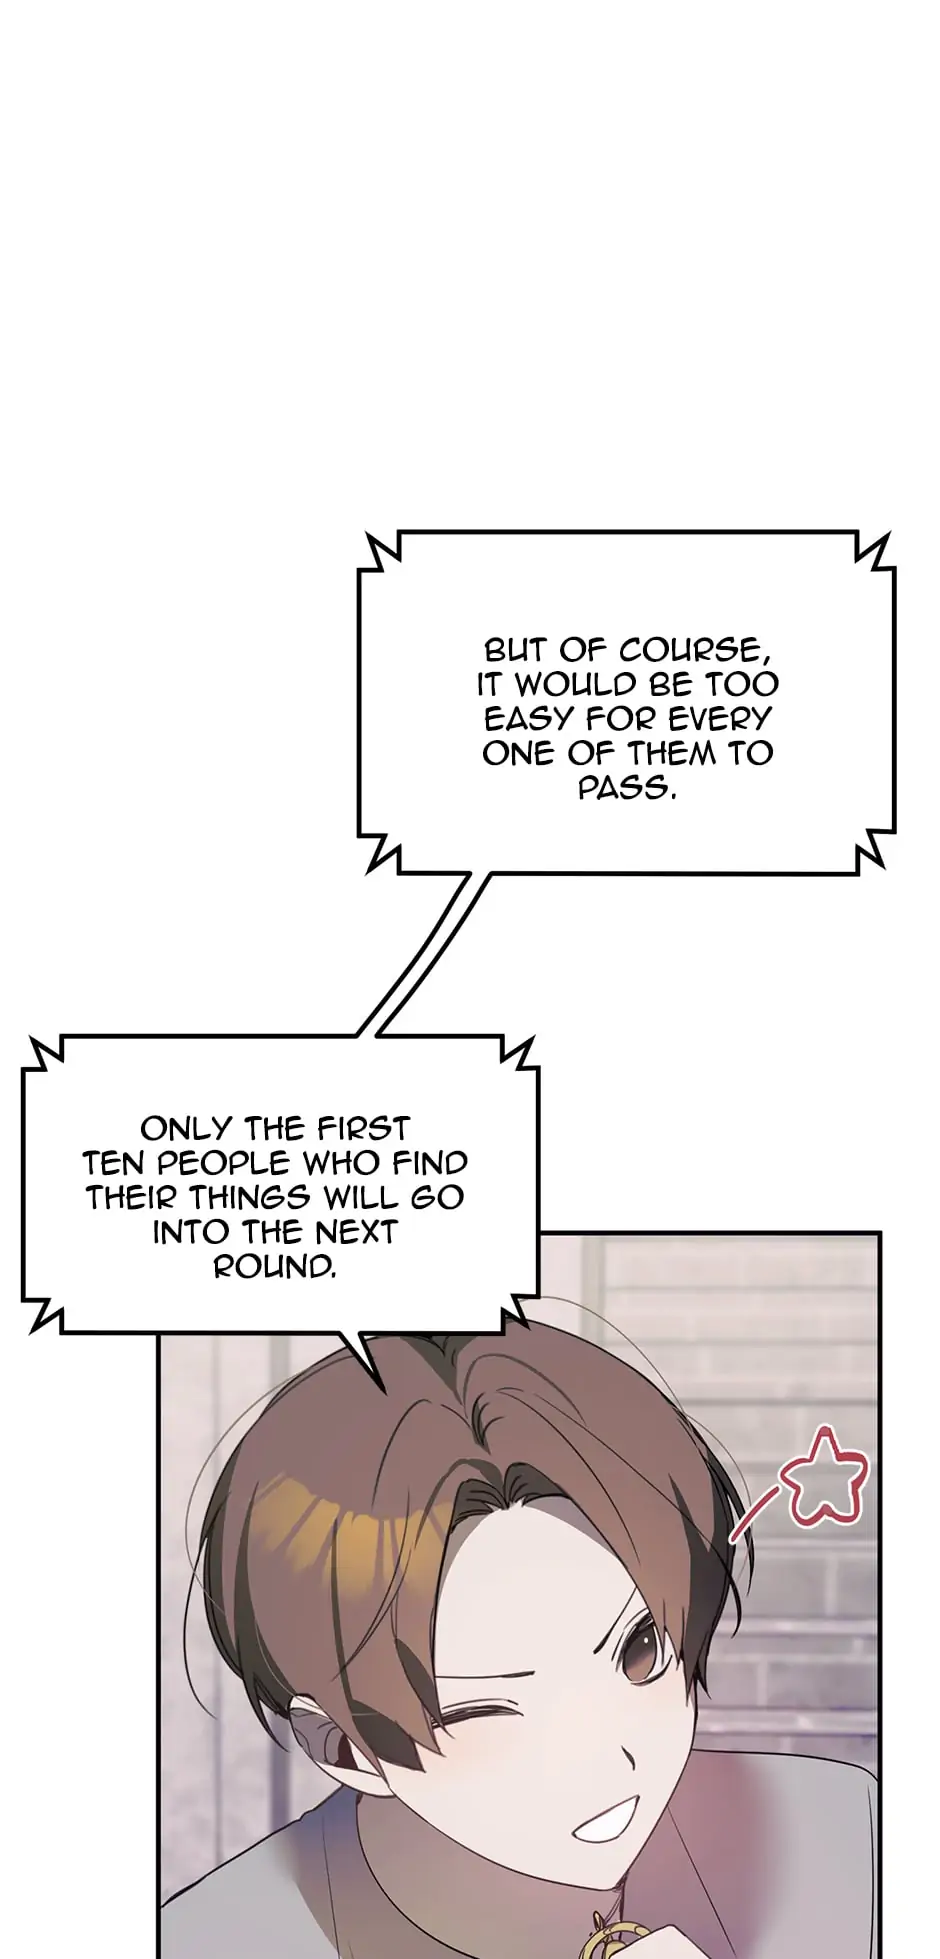 BUT OF COURSE,
IT WOULD BE TOO
EASY FOR EVERY
ONE OF THEM TO
PASS.
ONLY THE FIRST
TEN PEOPLE WHO FIND
THEIR THINGS WILL GO
INTO THE NEXT
ROUND.